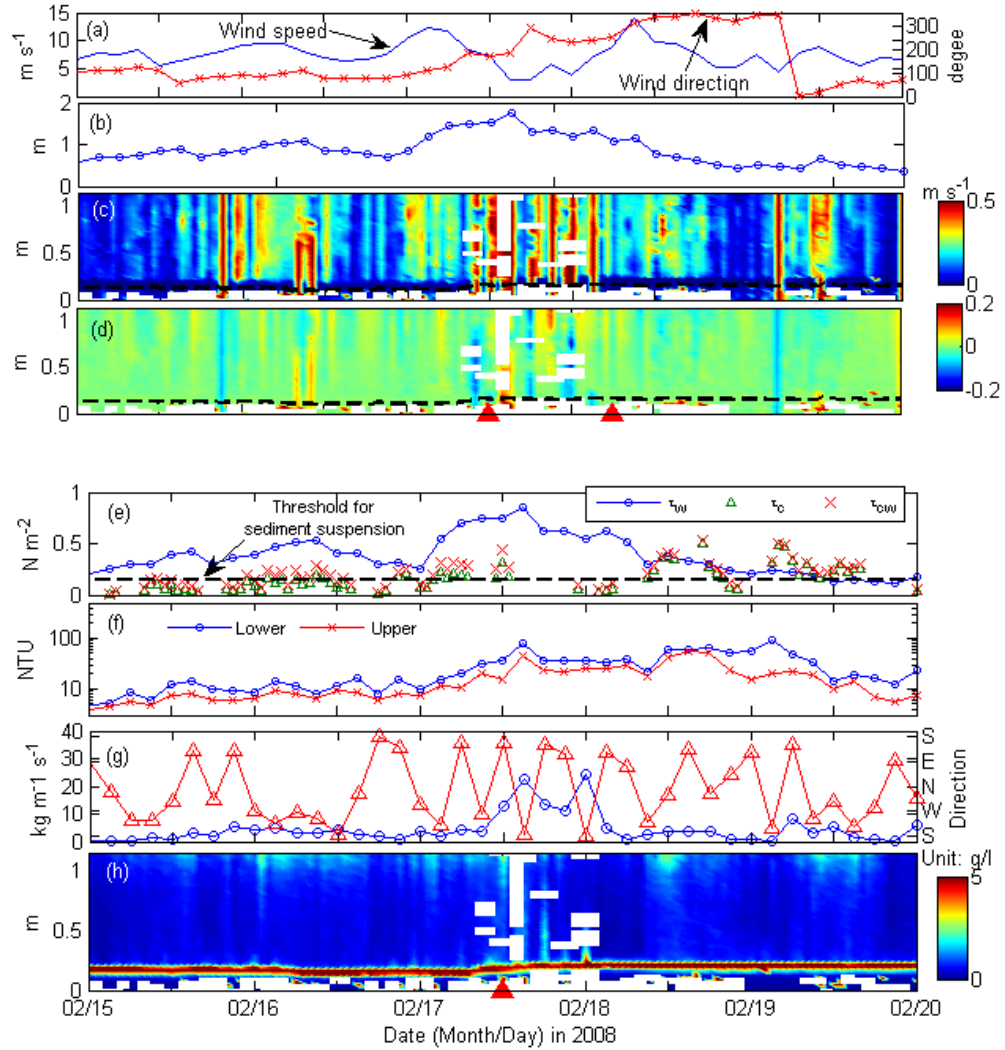 (a)
Wind speed
Wind direction
m s-1
15
10
5
2
300
200
100
0
degree
(b)
m
2
1
0
(c)
m
1
0.5
0
m s-1
0.5
0
(d)
m
1
0.5
0
0.2
0
-0.2
(e)
Threshold for
sediment suspension
τw
τc
τcw
N m-2
1
0.5
0
(f)
Lower
Upper
NTU
100
10
(g)
kg m-1 s-1
40
30
20
10
0
S
E
N
W
S
Direction
(h)
m
1
0.5
0
Unit: g/l
5
0
02/15
02/16
02/17
02/18
02/19
02/20
Date (Month/Day) in 2008